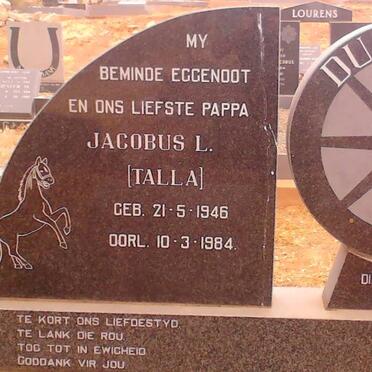 LOURENS
MY
BEMINDE EGGENOOT
EN ONS LIEFSTE PAPPA
JACOBUS L.
[TALLA]
GEB. 21-5-1946
OORL. 10-3-1984.
DU
DI
TE KORT ONS LIEFDESTYD.
TE LANK DIE ROU.
TOG TOT IN EWIGHEID
GODDANK VIR JOU